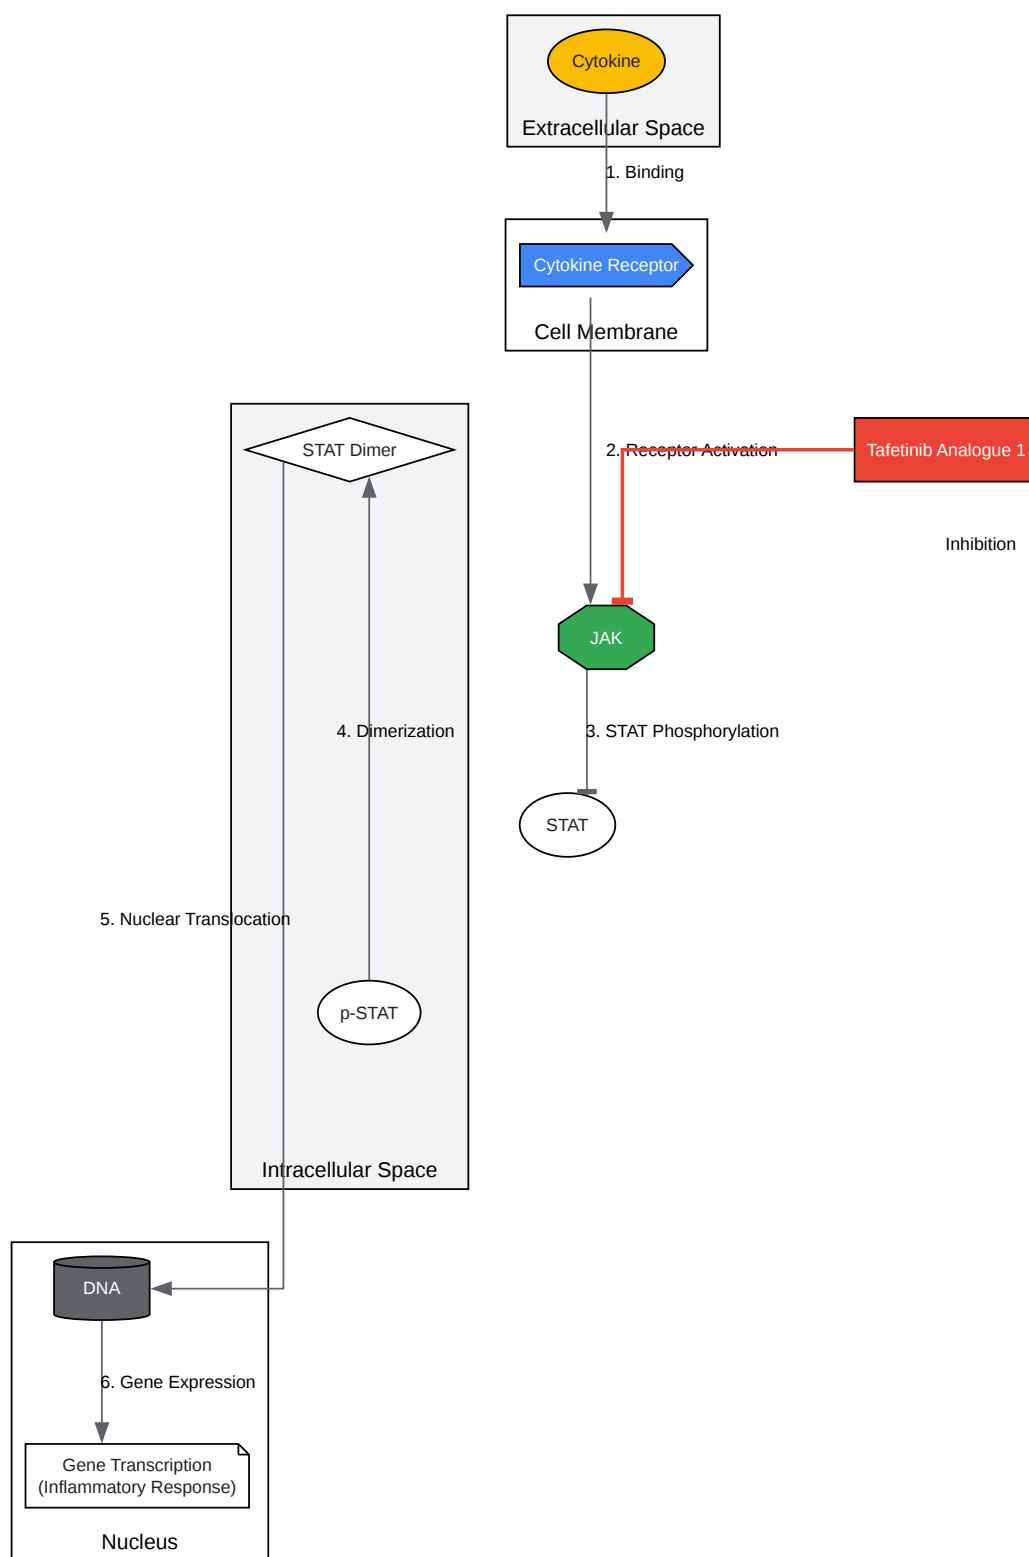 Cytokine
Extracellular Space
1. Binding
Cytokine Receptor
Cell Membrane
STAT Dimer
2. Receptor Activation
Tafetinib Analogue 1
Inhibition
JAK
4. Dimerization
3. STAT Phosphorylation
STAT
5. Nuclear Translocation
p-STAT
Intracellular Space
DNA
6. Gene Expression
Gene Transcription
(Inflammatory Response)
Nucleus